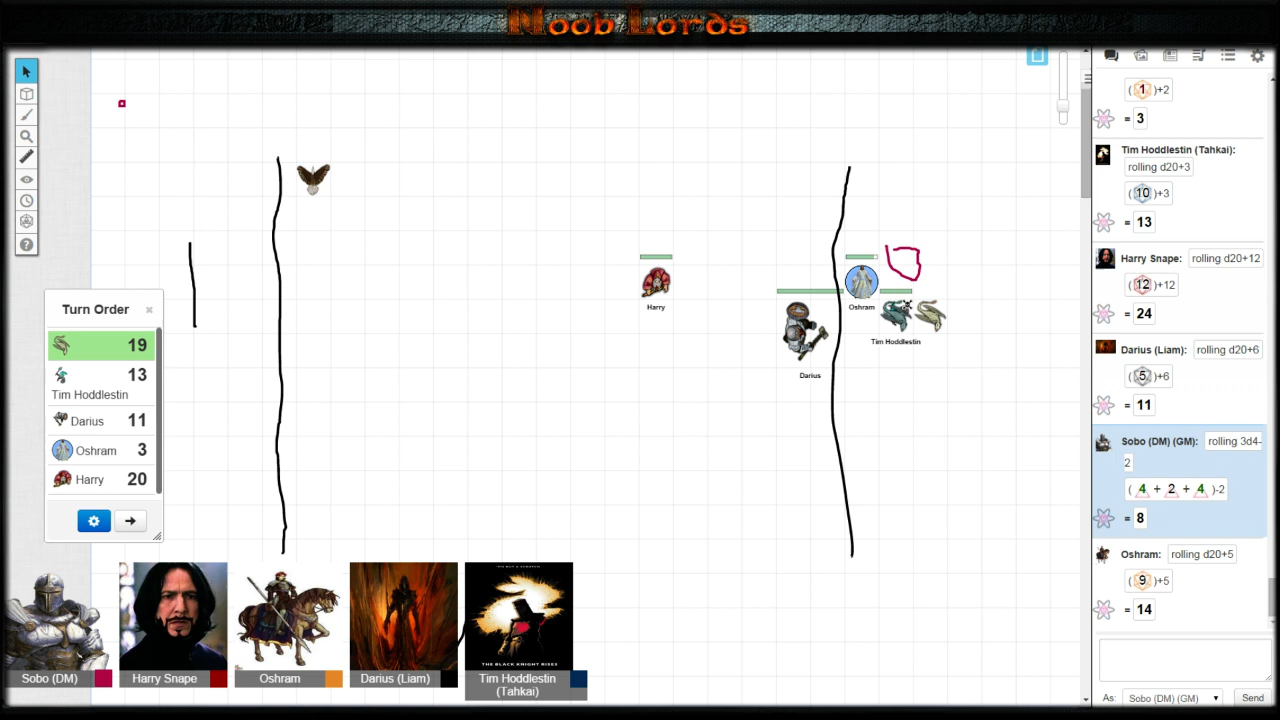 Noob Lords
Harry
Oshram
Tim Hoddlestin
Darius
Turn Order ×
19
13
Tim Hoddlestin
Darius 11
Oshram 3
Harry 20
Sobo (DM)
Harry Snape
Oshram
Darius (Liam)
THE BLACK KNIGHT RISES
Tim Hoddlestin
(Tahkai)
(1)+2
= 3
Tim Hoddlestin (Tahkai):
rolling d20+3
(10)+3
= 13
Harry Snape: rolling d20+12
(12)+12
= 24
Darius (Liam): rolling d20+6
(5)+6
= 11
Sobo (DM) (GM): rolling 3d4-
2
(4 + 2 + 4)-2
= 8
Oshram: rolling d20+5
(9)+5
= 14
As: Sobo (DM) (GM) Send